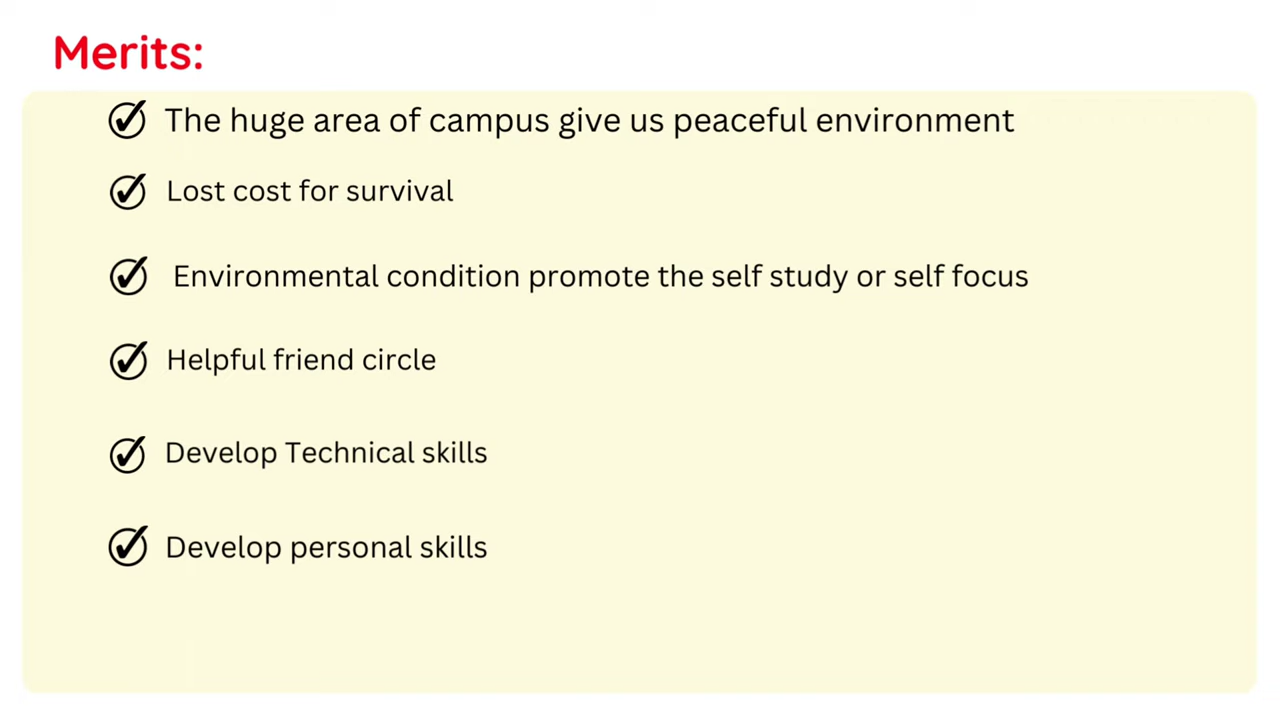 Merits:
The huge area of campus give us peaceful environment
Lost cost for survival
Environmental condition promote the self study or self focus
Helpful friend circle
Develop Technical skills
Develop personal skills